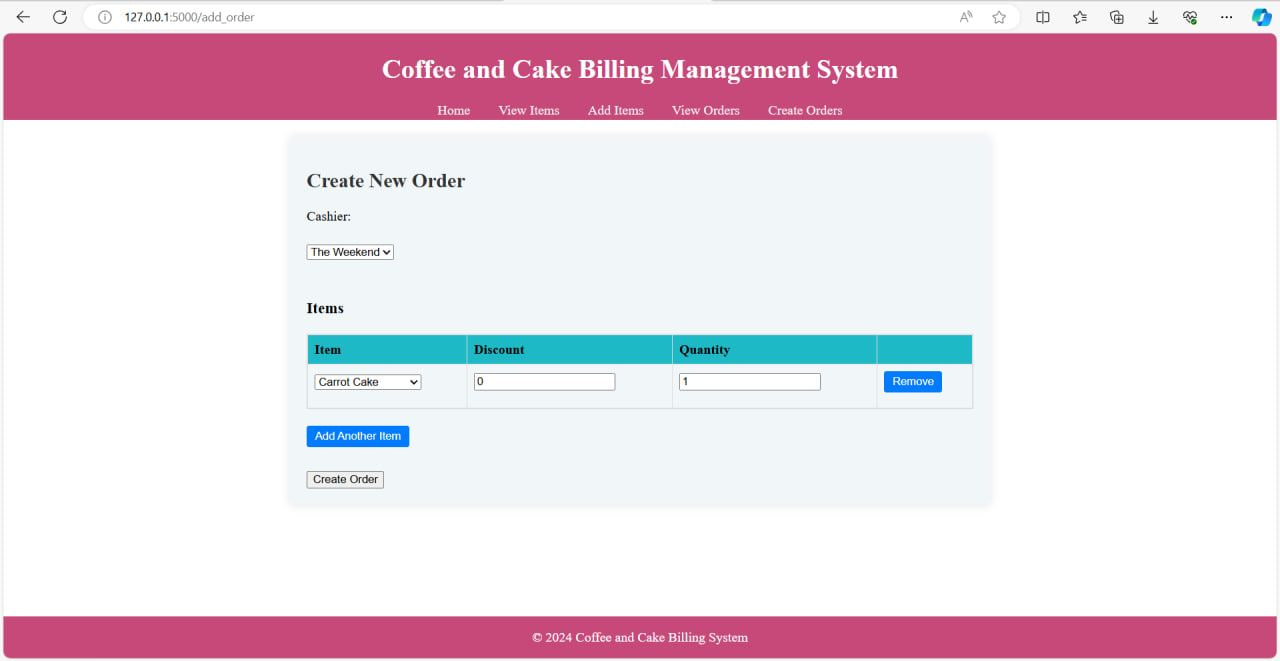 127.0.0.1:5000/add_order
Coffee and Cake Billing Management System
Home View Items Add Items View Orders Create Orders
Create New Order
Cashier:
The Weekend
Items
Item Discount Quantity
Carrot Cake 0 1 Remove
Add Another Item
Create Order
© 2024 Coffee and Cake Billing System